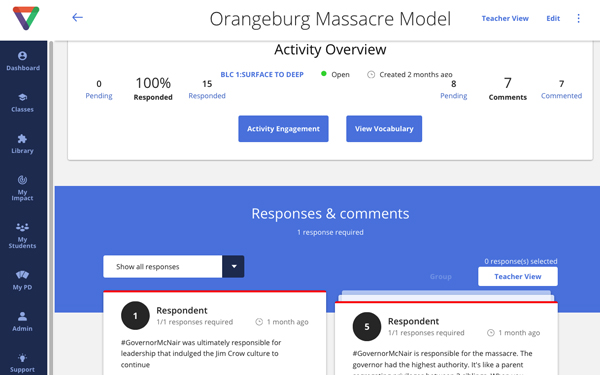 Orangeburg Massacre Model
Teacher View
Edit
Dashboard
Classes
Library
My
Impact
My
Students
My PD
Admin
Support
Activity Overview
BLC 1:SURFACE TO DEEP
Open
Created 2 months ago
0
Pending
100%
Responded
15
Responded
8
Pending
7
Comments
7
Commented
Activity Engagement
View Vocabulary
Responses & comments
1 response required
Show all responses
0 response(s) selected
Group
Teacher View
1
Respondent
1/1 responses required
1 month ago
#GovernorMcNair was ultimately responsible for
leadership that indulged the Jim Crow culture to
continue
5
Respondent
1/1 responses required
1 month ago
#GovernorMcNair is responsible for the massacre. The
governor had the highest authority. It's like a parent